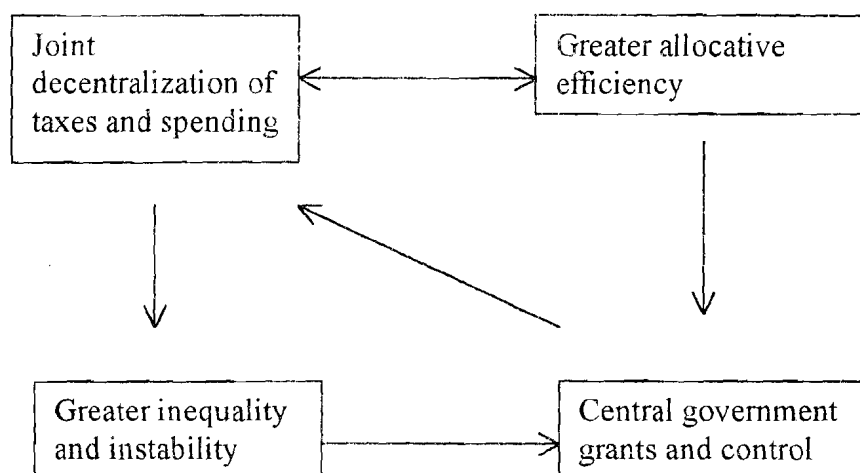 Joint
decentralization of
taxes and spending
Greater allocative
efficiency
Greater inequality
and instability
Central government
grants and control